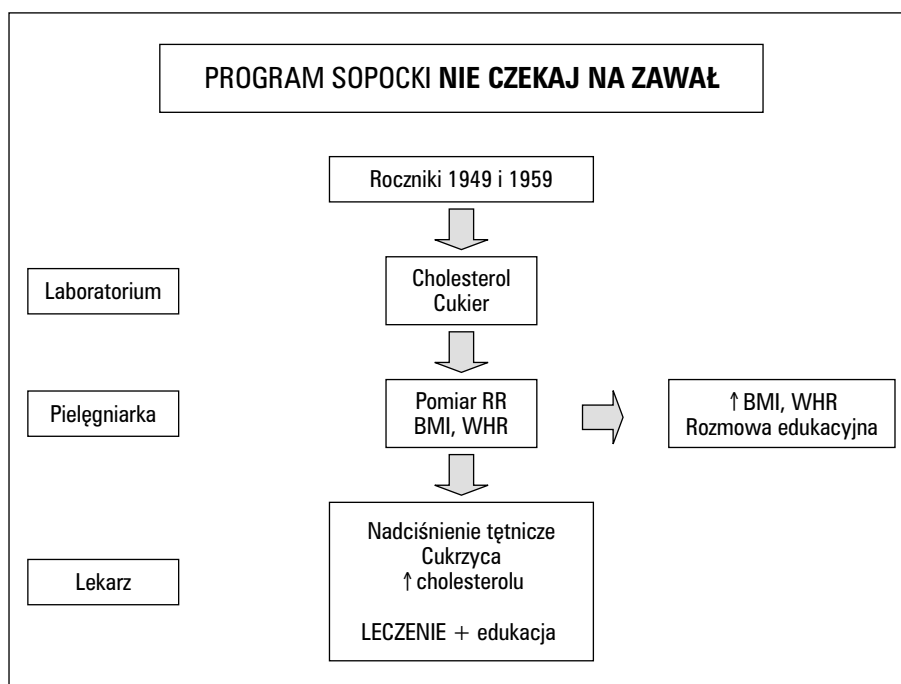 PROGRAM SOPOCKI NIE CZEKAJ NA ZAWAŁ
Roczniki 1949 i 1959
Laboratorium
Cholesterol
Cukier
Pielęgniarka
Pomiar RR
BMI, WHR
↑ BMI, WHR
Rozmowa edukacyjna
Lekarz
Nadciśnienie tętnicze
Cukrzyca
↑ cholesterolu
LECZENIE + edukacja